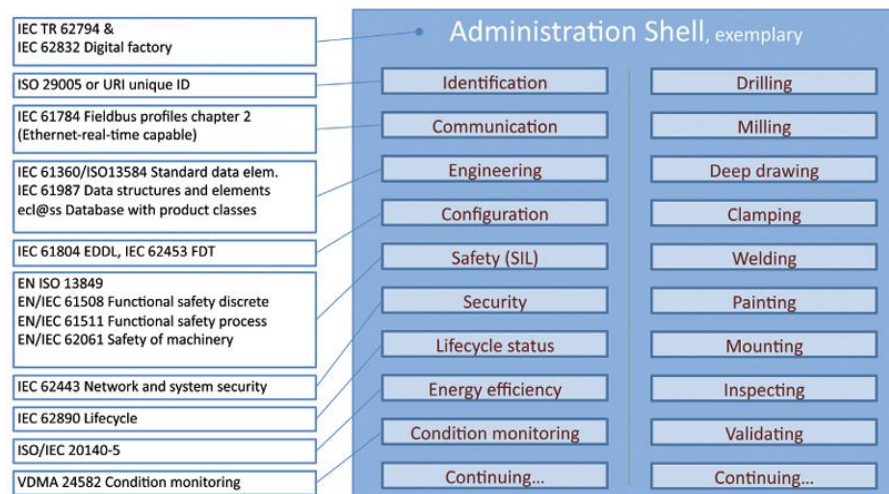 IEC TR 62794 &
IEC 62832 Digital factory
ISO 29005 or URI unique ID
IEC 61784 Fieldbus profiles chapter 2
(Ethernet-real-time capable)
IEC 61360/ISO13584 Standard data elem.
IEC 61987 Data structures and elements
ecl@ss Database with product classes
IEC 61804 EDDL, IEC 62453 FDT
EN ISO 13849
EN/IEC 61508 Functional safety discrete
EN/IEC 61511 Functional safety process
EN/IEC 62061 Safety of machinery
IEC 62443 Network and system security
IEC 62890 Lifecycle
ISO/IEC 20140-5
VDMA 24582 Condition monitoring
Administration Shell, exemplary
Identification
Communication
Engineering
Configuration
Safety (SIL)
Security
Lifecycle status
Energy efficiency
Condition monitoring
Continuing...
Drilling
Milling
Deep drawing
Clamping
Welding
Painting
Mounting
Inspecting
Validating
Continuing...